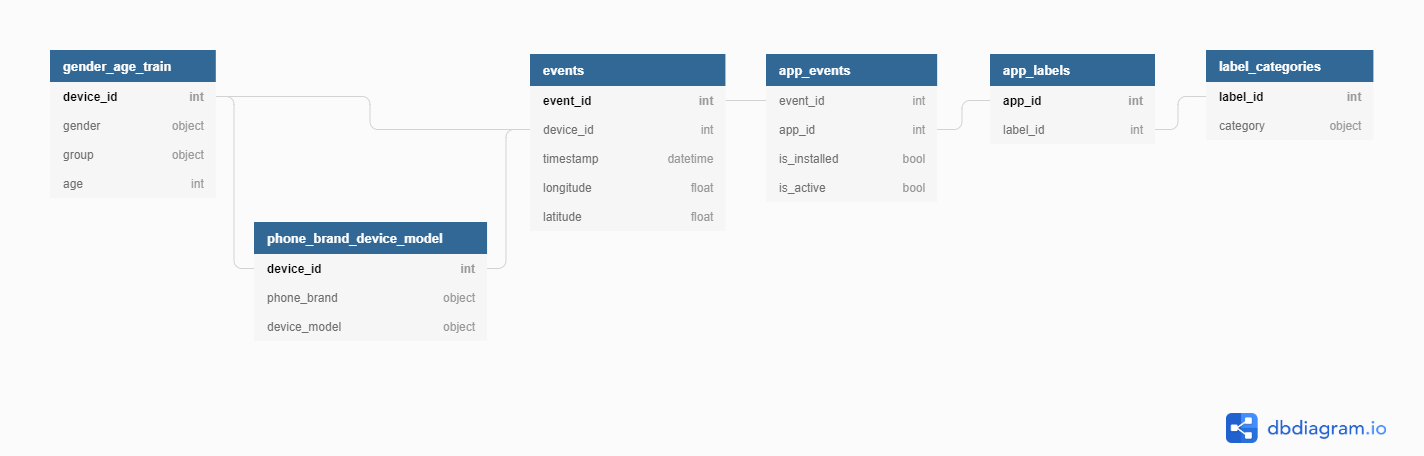 gender_age_train
device_id int
gender object
group object
age int
phone_brand_device_model
device_id int
phone_brand object
device_model object
events
event_id int
device_id int
timestamp datetime
longitude float
latitude float
app_events
event_id int
app_id int
is_installed bool
is_active bool
app_labels
app_id int
label_id int
label_categories
label_id int
category object
dbdiagram.io